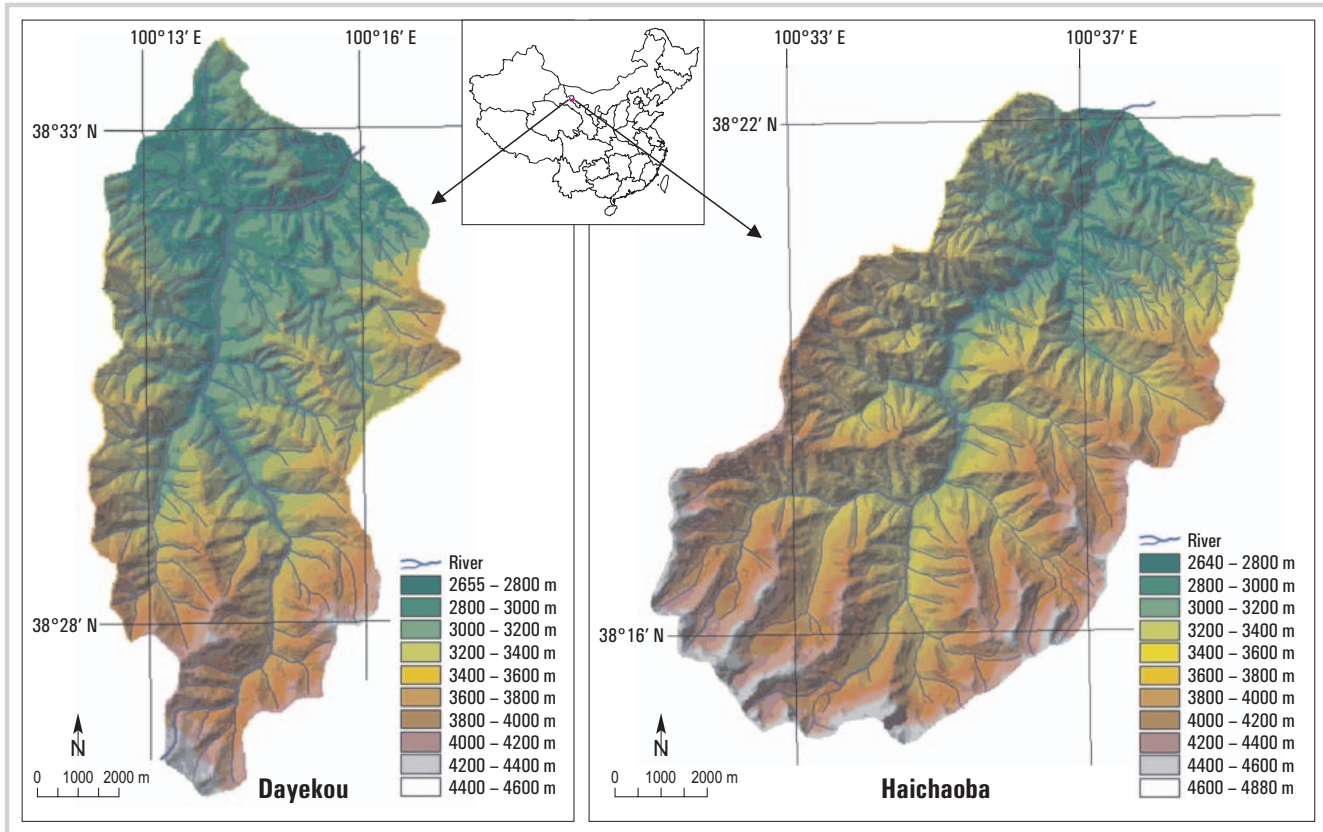 100°13′ E 100°16′ E
38°33′ N
38°28′ N
River
2655 – 2800 m
2800 – 3000 m
3000 – 3200 m
3200 – 3400 m
3400 – 3600 m
3600 – 3800 m
3800 – 4000 m
4000 – 4200 m
4200 – 4400 m
4400 – 4600 m
N
0 1000 2000 m
Dayekou
100°33′ E 100°37′ E
38°22′ N
38°16′ N
River
2640 – 2800 m
2800 – 3000 m
3000 – 3200 m
3200 – 3400 m
3400 – 3600 m
3600 – 3800 m
3800 – 4000 m
4000 – 4200 m
4200 – 4400 m
4400 – 4600 m
4600 – 4880 m
N
0 1000 2000 m
Haichaoba